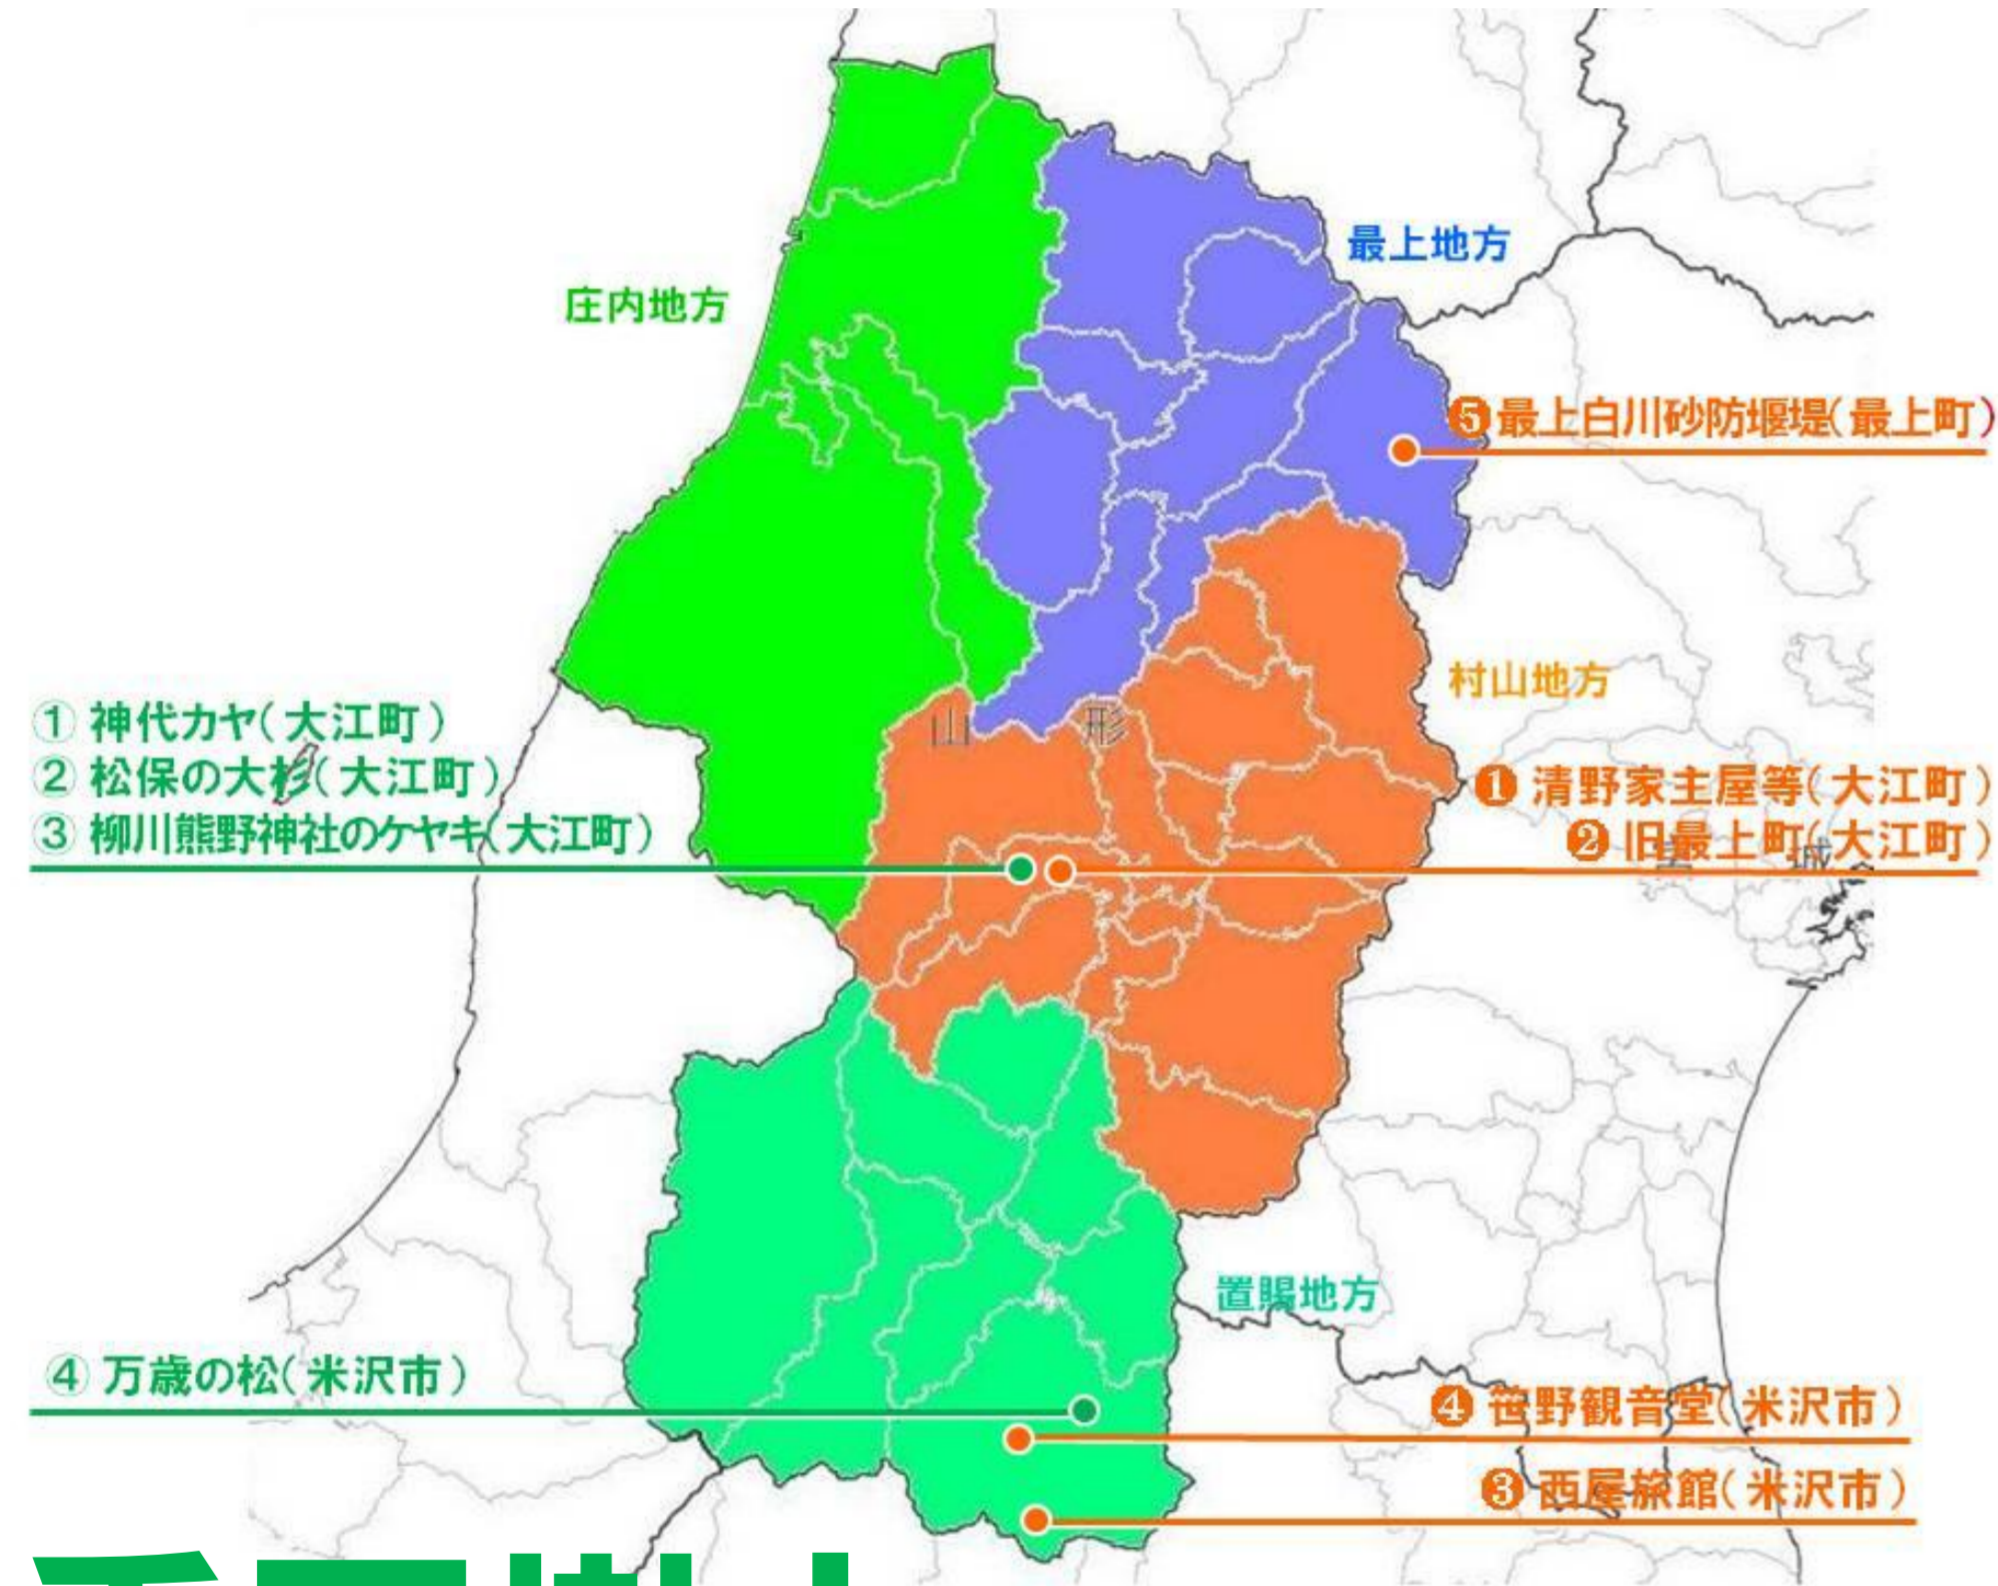 最上地方
庄内地方
❺最上白川砂防堰堤(最上町)
村山地方
山形
① 神代カヤ(大江町)
② 松保の大杉(大江町)
③ 柳川熊野神社のケヤキ(大江町)
❶ 清野家主屋等(大江町)
❷ 旧最上町(大江町)
城
置賜地方
④ 万歳の松(米沢市)
❹ 笹野観音堂(米沢市)
❸ 西屋旅館(米沢市)